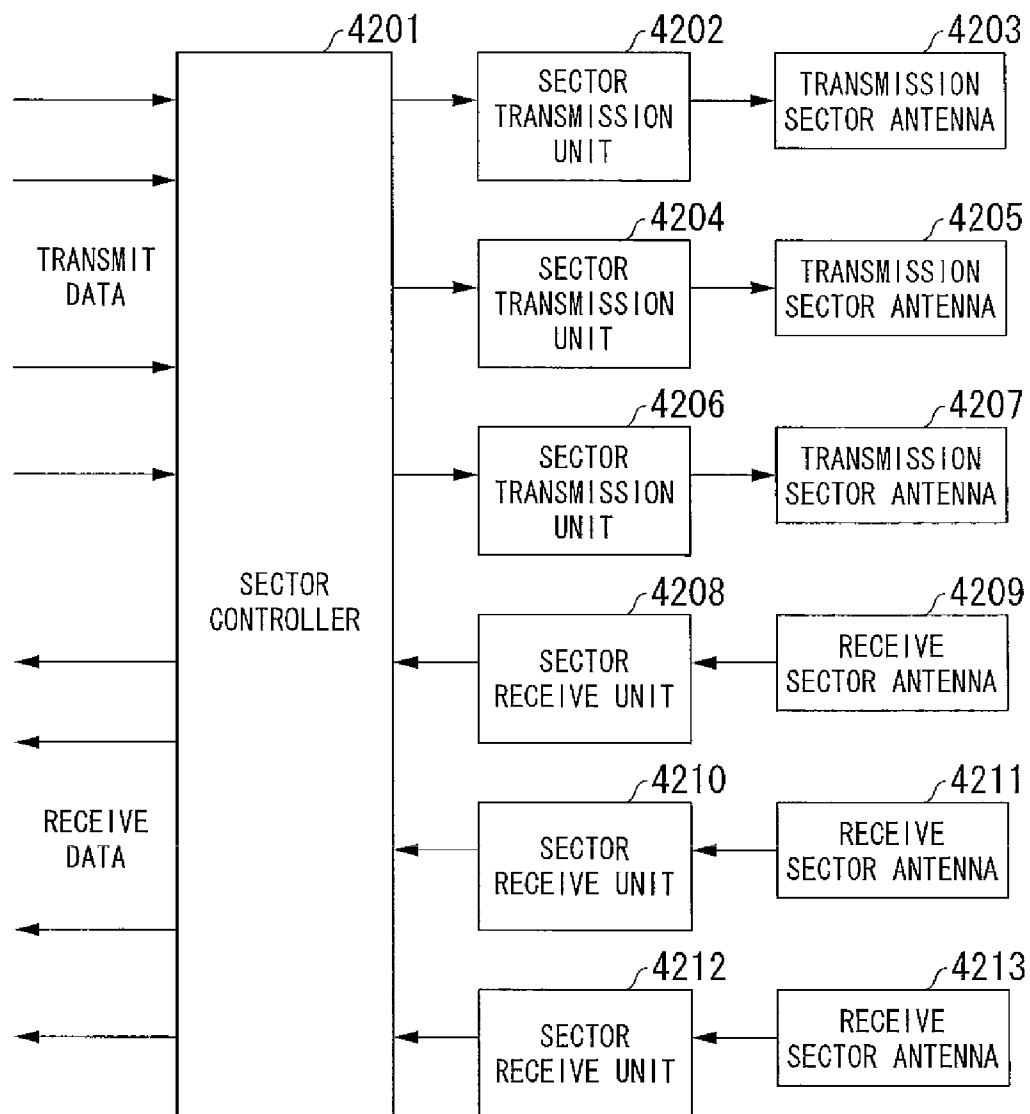 4201
4202
4203
SECTOR
TRANSMISSION
UNIT
TRANSMISSION
SECTOR ANTENNA
TRANSMIT
DATA
4204
4205
SECTOR
TRANSMISSION
UNIT
TRANSMISSION
SECTOR ANTENNA
4206
4207
SECTOR
TRANSMISSION
UNIT
TRANSMISSION
SECTOR ANTENNA
SECTOR
CONTROLLER
4208
4209
SECTOR
RECEIVE UNIT
RECEIVE
SECTOR ANTENNA
RECEIVE
DATA
4210
4211
SECTOR
RECEIVE UNIT
RECEIVE
SECTOR ANTENNA
4212
4213
SECTOR
RECEIVE UNIT
RECEIVE
SECTOR ANTENNA